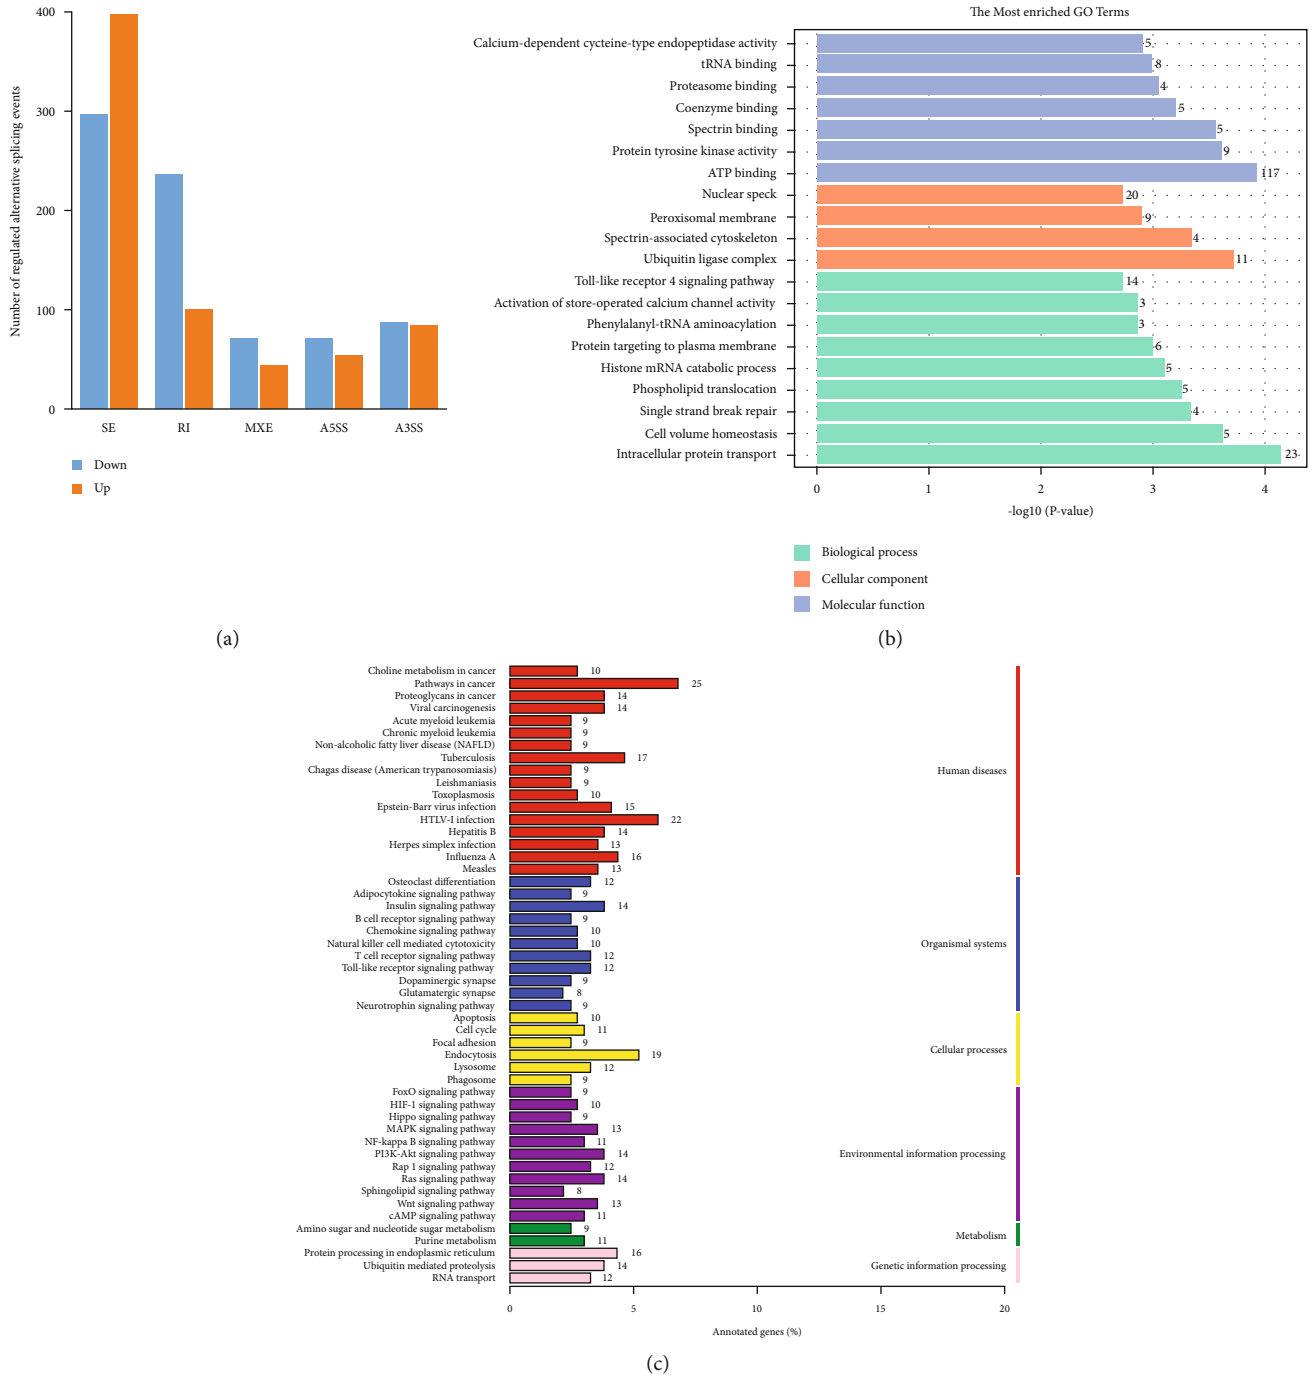 Number of regulated alternative splicing events
400
300
200
100
0
SE RI MXE A5SS A3SS
Down
Up
(a)
The Most enriched GO Terms
Calcium-dependent cycteine-type endopeptidase activity 5
tRNA binding 8
Proteasome binding 4
Coenzyme binding 5
Spectrin binding 5
Protein tyrosine kinase activity 9
ATP binding 117
Nuclear speck 20
Peroxisomal membrane 9
Spectrin-associated cytoskeleton 4
Ubiquitin ligase complex 11
Toll-like receptor 4 signaling pathway 14
Activation of store-operated calcium channel activity 3
Phenylalanyl-tRNA aminoacylation 3
Protein targeting to plasma membrane 6
Histone mRNA catabolic process 5
Phospholipid translocation 5
Single strand break repair 4
Cell volume homeostasis 5
Intracellular protein transport 23
0 1 2 3 4
-log10 (P-value)
Biological process
Cellular component
Molecular function
(b)
Choline metabolism in cancer 10
Pathways in cancer 25
Proteoglycans in cancer 14
Viral carcinogenesis 14
Acute myeloid leukemia 9
Chronic myeloid leukemia 9
Non-alcoholic fatty liver disease (NAFLD) 9
Tuberculosis 17
Chagas disease (American trypanosomiasis) 9
Leishmaniasis 9
Toxoplasmosis 10
Epstein-Barr virus infection 15
HTLV-I infection 22
Hepatitis B 14
Herpes simplex infection 13
Influenza A 16
Measles 13
Osteoclast differentiation 12
Adipocytokine signaling pathway 9
Insulin signaling pathway 14
B cell receptor signaling pathway 9
Chemokine signaling pathway 10
Natural killer cell mediated cytotoxicity 10
T cell receptor signaling pathway 12
Toll-like receptor signaling pathway 12
Dopaminergic synapse 9
Glutamatergic synapse 8
Neurotrophin signaling pathway 9
Apoptosis 10
Cell cycle 11
Focal adhesion 9
Endocytosis 19
Lysosome 12
Phagosome 9
FoxO signaling pathway 9
HIF-1 signaling pathway 10
Hippo signaling pathway 9
MAPK signaling pathway 13
NF-kappa B signaling pathway 11
PI3K-Akt signaling pathway 14
Rap 1 signaling pathway 12
Ras signaling pathway 14
Sphingolipid signaling pathway 8
Wnt signaling pathway 13
cAMP signaling pathway 11
Amino sugar and nucleotide sugar metabolism 9
Purine metabolism 11
Protein processing in endoplasmic reticulum 16
Ubiquitin mediated proteolysis 14
RNA transport 12
Human diseases
Organismal systems
Cellular processes
Environmental information processing
Metabolism
Genetic information processing
0 5 10 15 20
Annotated genes (%)
(c)